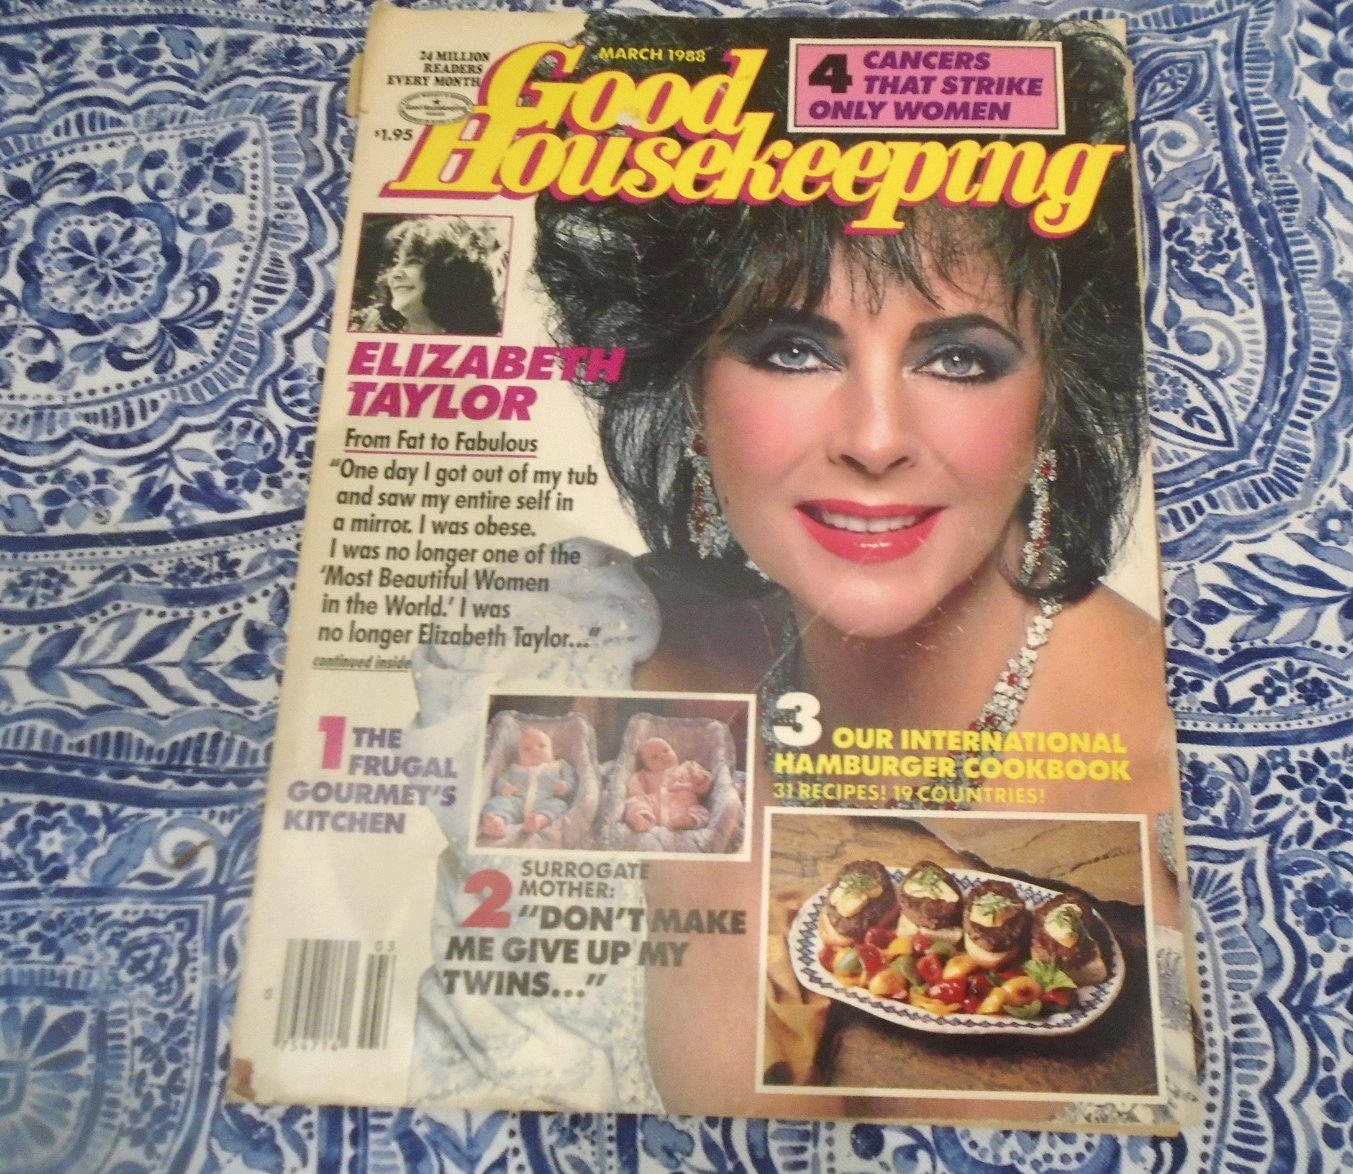 24 MILLION
READERS
EVERY MONTH
$1.95
MARCH 1988
Good
Housekeeping
4 CANCERS
THAT STRIKE
ONLY WOMEN
ELIZABETH
TAYLOR
From Fat to Fabulous
"One day I got out of my tub
and saw my entire self in
a mirror. I was obese.
I was no longer one of the
'Most Beautiful Women
in the World.' I was
no longer Elizabeth Taylor..."
continued inside
1 THE
FRUGAL
GOURMET'S
KITCHEN
2 SURROGATE
MOTHER:
"DON'T MAKE
ME GIVE UP MY
TWINS..."
3 OUR INTERNATIONAL
HAMBURGER COOKBOOK
31 RECIPES! 19 COUNTRIES!
03
0